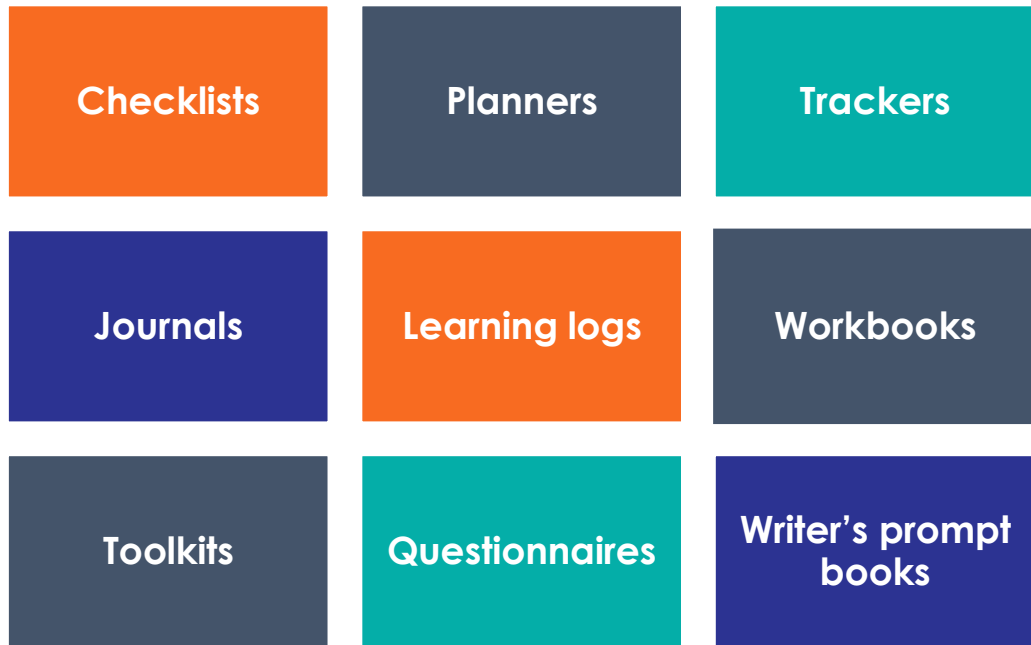 Checklists
Planners
Trackers
Journals
Learning logs
Workbooks
Toolkits
Questionnaires
Writer’s prompt
books